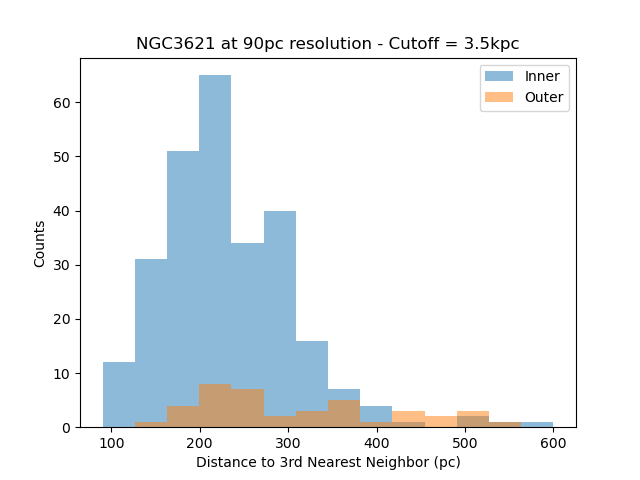 NGC3621 at 90pc resolution - Cutoff = 3.5kpc
Inner
Outer
60
50
40
30
20
10
0
Counts
100
200
300
400
500
600
Distance to 3rd Nearest Neighbor (pc)